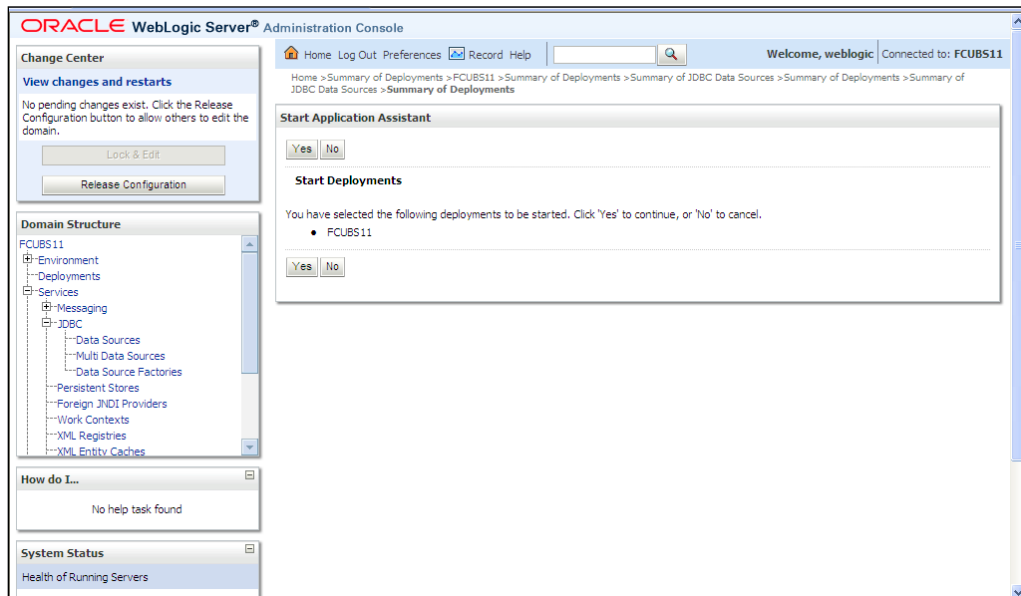 ORACLE WebLogic Server® Administration Console
Change Center
View changes and restarts
No pending changes exist. Click the Release
Configuration button to allow others to edit the
domain.
Lock & Edit
Release Configuration
Domain Structure
FCUBS11
Environment
Deployments
Services
Messaging
JDBC
Data Sources
Multi Data Sources
Data Source Factories
Persistent Stores
Foreign JNDI Providers
Work Contexts
XML Registries
XML Entity Caches
How do I...
No help task found
System Status
Health of Running Servers
Home Log Out Preferences Record Help
Welcome, weblogic Connected to: FCUBS11
Home >Summary of Deployments >FCUBS11 >Summary of Deployments >Summary of JDBC Data Sources >Summary of Deployments >Summary of
JDBC Data Sources >Summary of Deployments
Start Application Assistant
Yes No
Start Deployments
You have selected the following deployments to be started. Click 'Yes' to continue, or 'No' to cancel.
• FCUBS11
Yes No